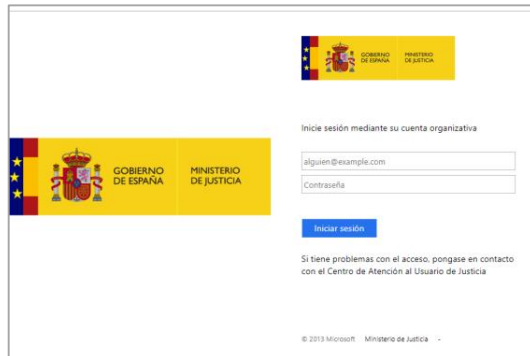 GOBIERNO
DE ESPAÑA
MINISTERIO
DE JUSTICIA
GOBIERNO
DE ESPAÑA
MINISTERIO
DE JUSTICIA
Inicie sesión mediante su cuenta organizativa
alguien@example.com
Contraseña
Iniciar sesión
Si tiene problemas con el acceso, pongase en contacto
con el Centro de Atención al Usuario de Justicia
© 2013 Microsoft Ministerio de Justicia -